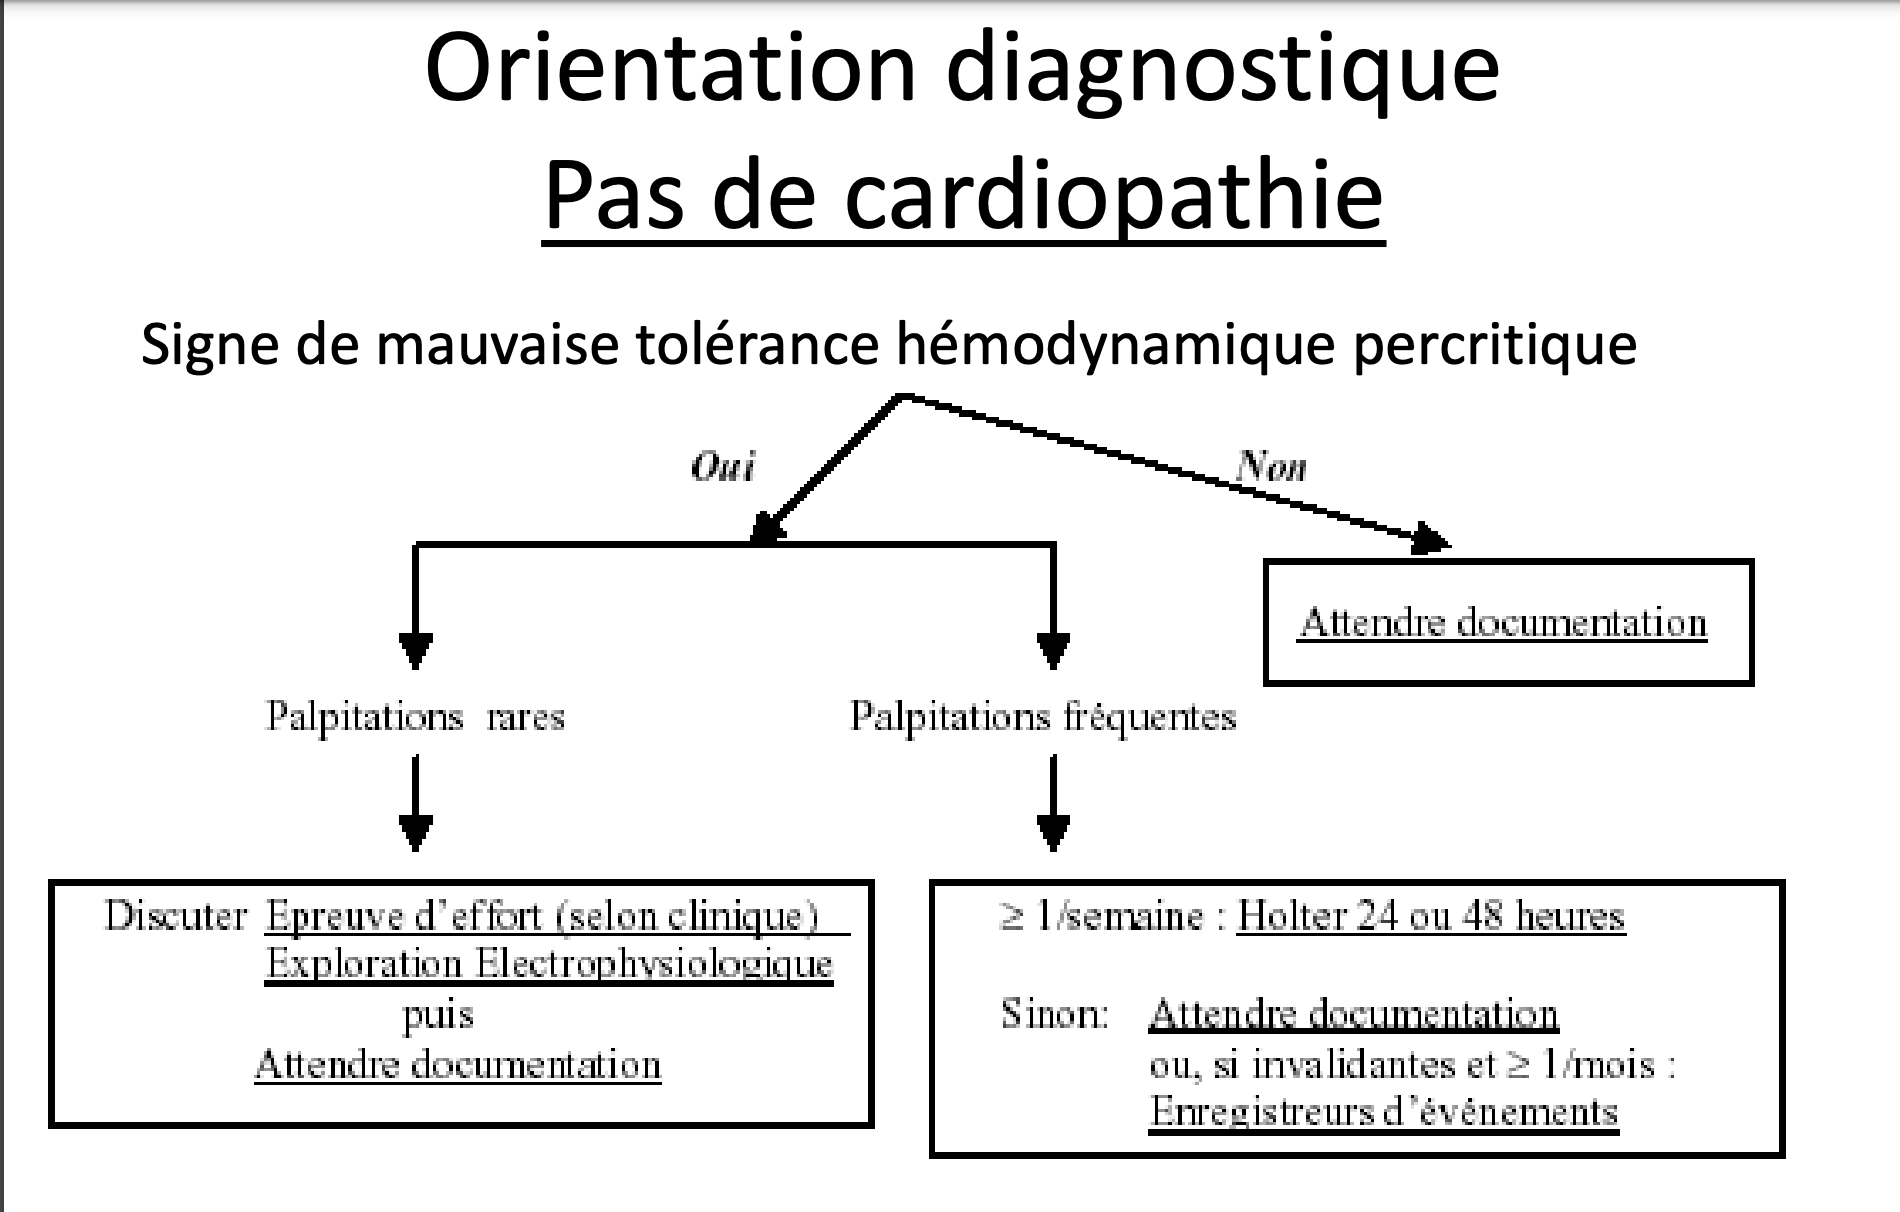 Orientation diagnostique
Pas de cardiopathie
Signe de mauvaise tolérance hémodynamique percritique
Oui
Non
Attendre documentation
Palpitations rares
Palpitations fréquentes
Discuter Epreuve d'effort (selon clinique)
Exploration Electrophysiologique
puis
Attendre documentation
≥ 1/semaine : Holter 24 ou 48 heures
Sinon: Attendre documentation
ou, si invalidantes et ≥ 1/mois :
Enregistreurs d'événements